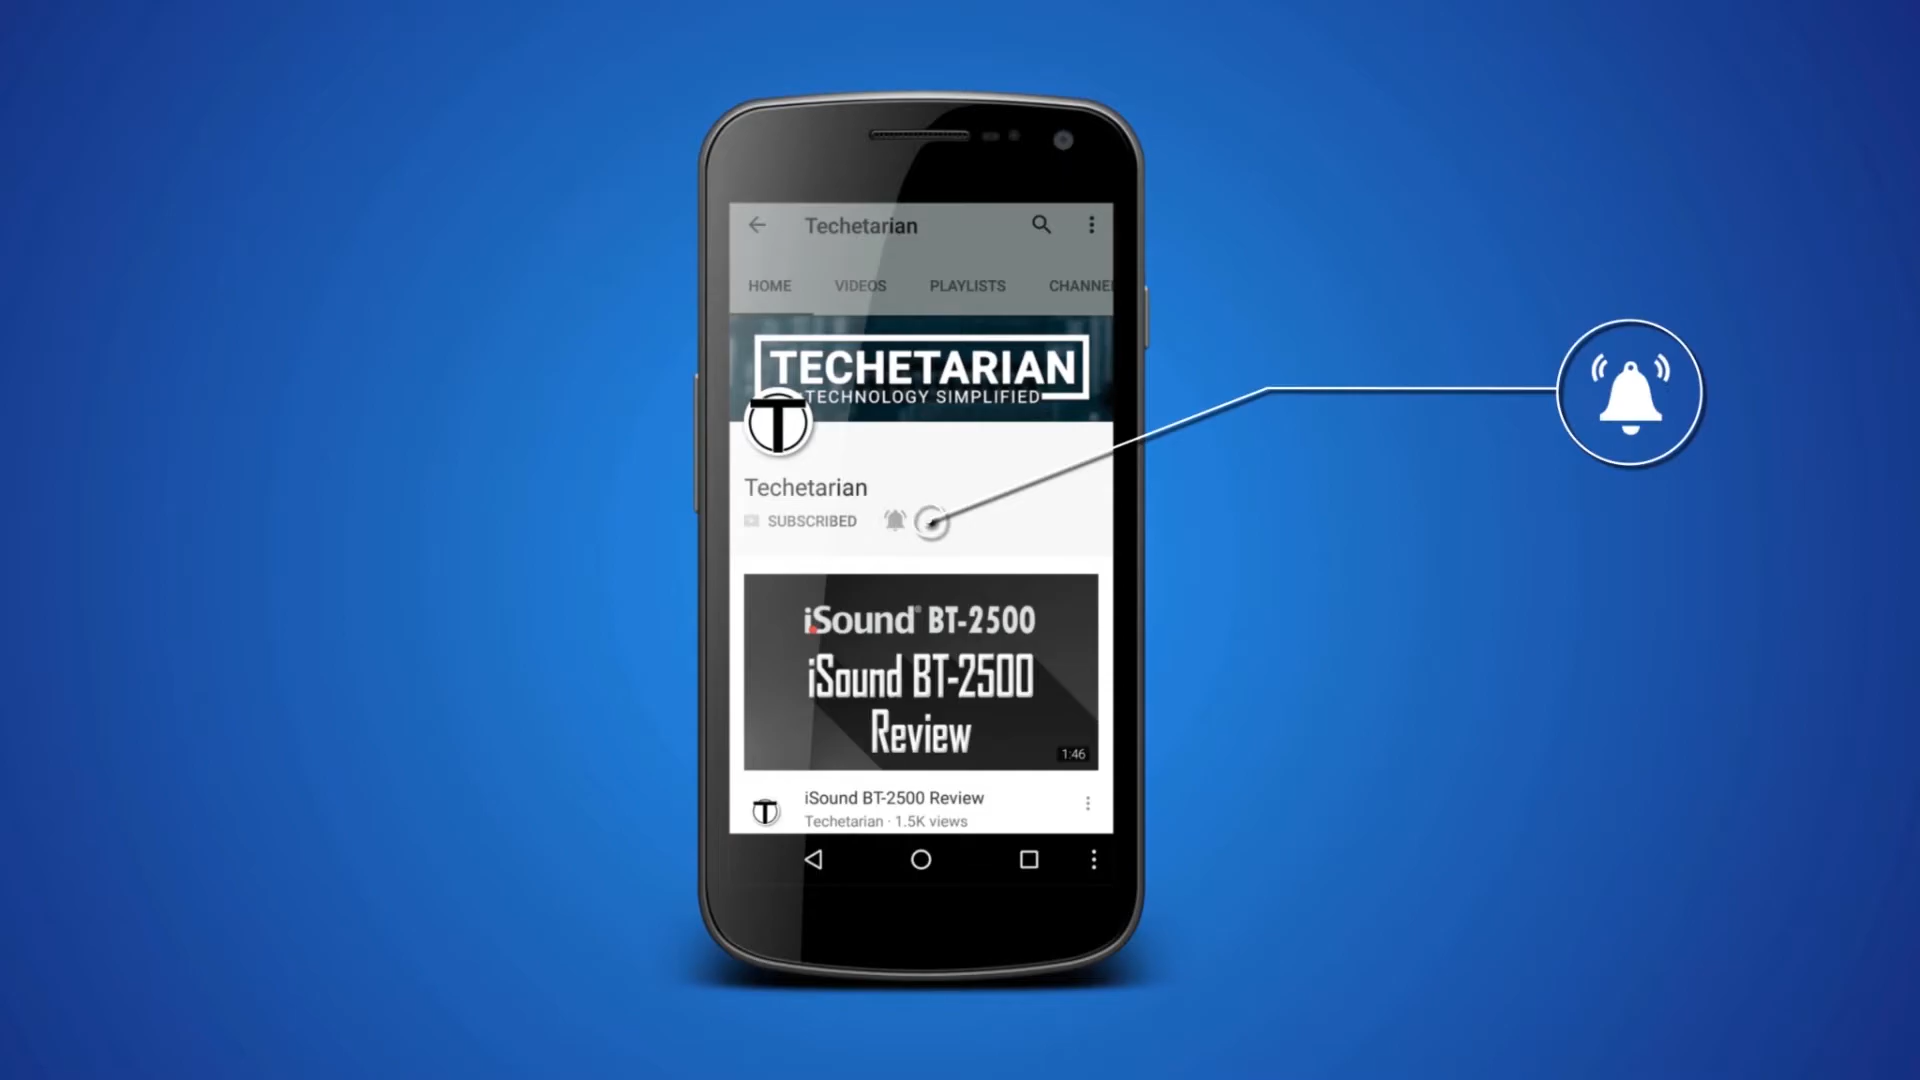 Techetarian
HOME VIDEOS PLAYLISTS CHANNE
TECHETARIAN
TECHNOLOGY SIMPLIFIED
T
Techetarian
SUBSCRIBED
iSound® BT-2500
iSound BT-2500
Review
1:46
T
iSound BT-2500 Review
Techetarian · 1.5K views